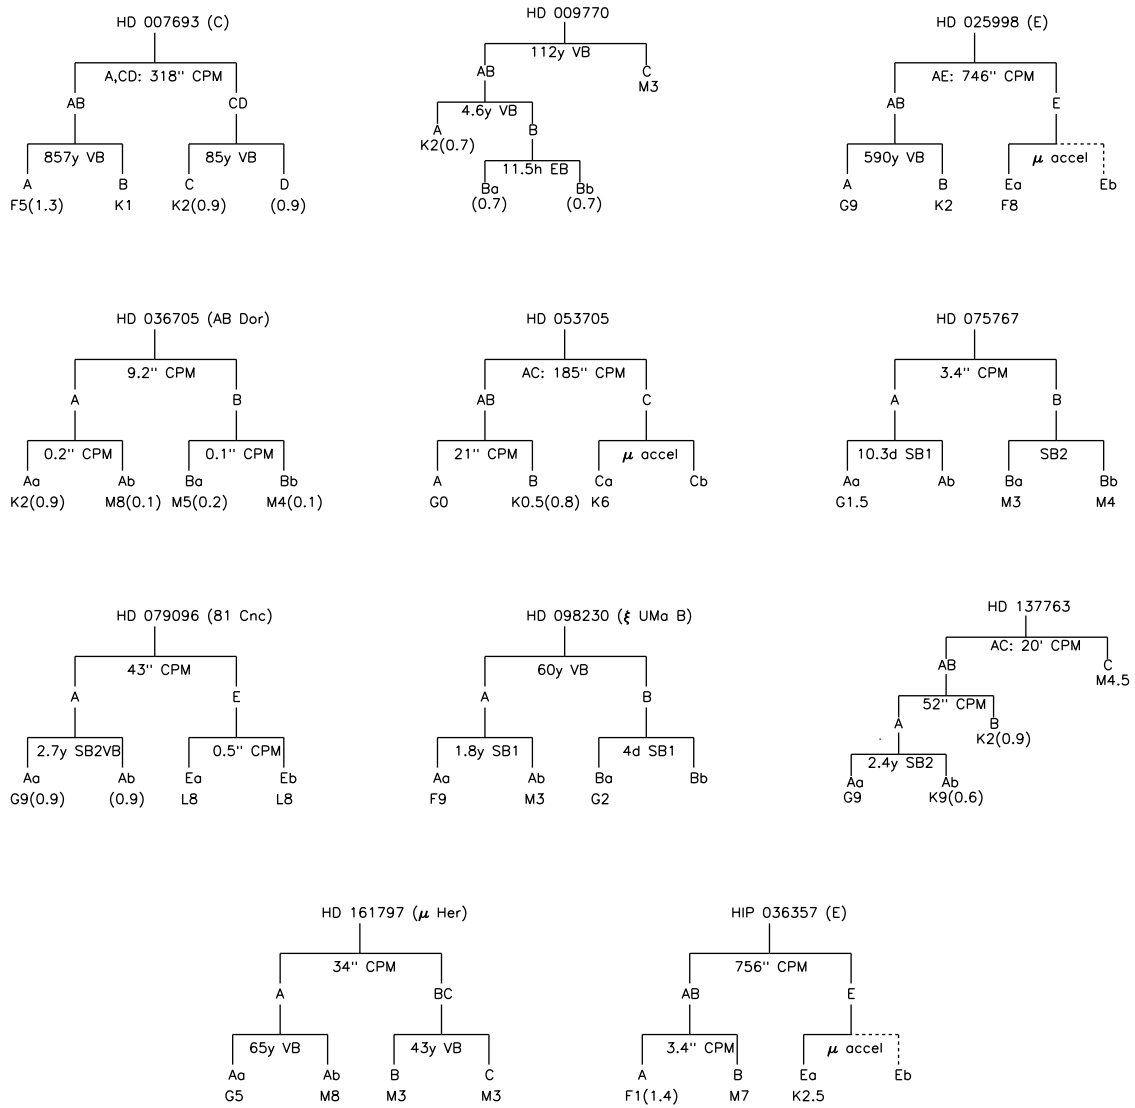 HD 007693 (C)
A,CD: 318" CPM
AB CD
857y VB 85y VB
A B C D
F5(1.3) K1 K2(0.9) (0.9)
HD 009770
112y VB
AB C
M3
4.6y VB
A B
K2(0.7)
11.5h EB
Ba Bb
(0.7) (0.7)
HD 025998 (E)
AE: 746" CPM
AB E
590y VB μ accel
A B Ea Eb
G9 K2 F8
HD 036705 (AB Dor)
9.2" CPM
A B
0.2" CPM 0.1" CPM
Aa Ab Ba Bb
K2(0.9) M8(0.1) M5(0.2) M4(0.1)
HD 053705
AC: 185" CPM
AB C
21" CPM μ accel
A B Ca Cb
G0 K0.5(0.8) K6
HD 075767
3.4" CPM
A B
10.3d SB1 SB2
Aa Ab Ba Bb
G1.5 M3 M4
HD 079096 (81 Cnc)
43" CPM
A E
2.7y SB2VB 0.5" CPM
Aa Ab Ea Eb
G9(0.9) (0.9) L8 L8
HD 098230 (ξ UMa B)
60y VB
A B
1.8y SB1 4d SB1
Aa Ab Ba Bb
F9 M3 G2
HD 137763
AC: 20' CPM
AB C
M4.5
52" CPM
A B
K2(0.9)
2.4y SB2
Aa Ab
G9 K9(0.6)
HD 161797 (μ Her)
34" CPM
A BC
65y VB 43y VB
Aa Ab B C
G5 M8 M3 M3
HIP 036357 (E)
756" CPM
AB E
3.4" CPM μ accel
A B Ea Eb
F1(1.4) M7 K2.5